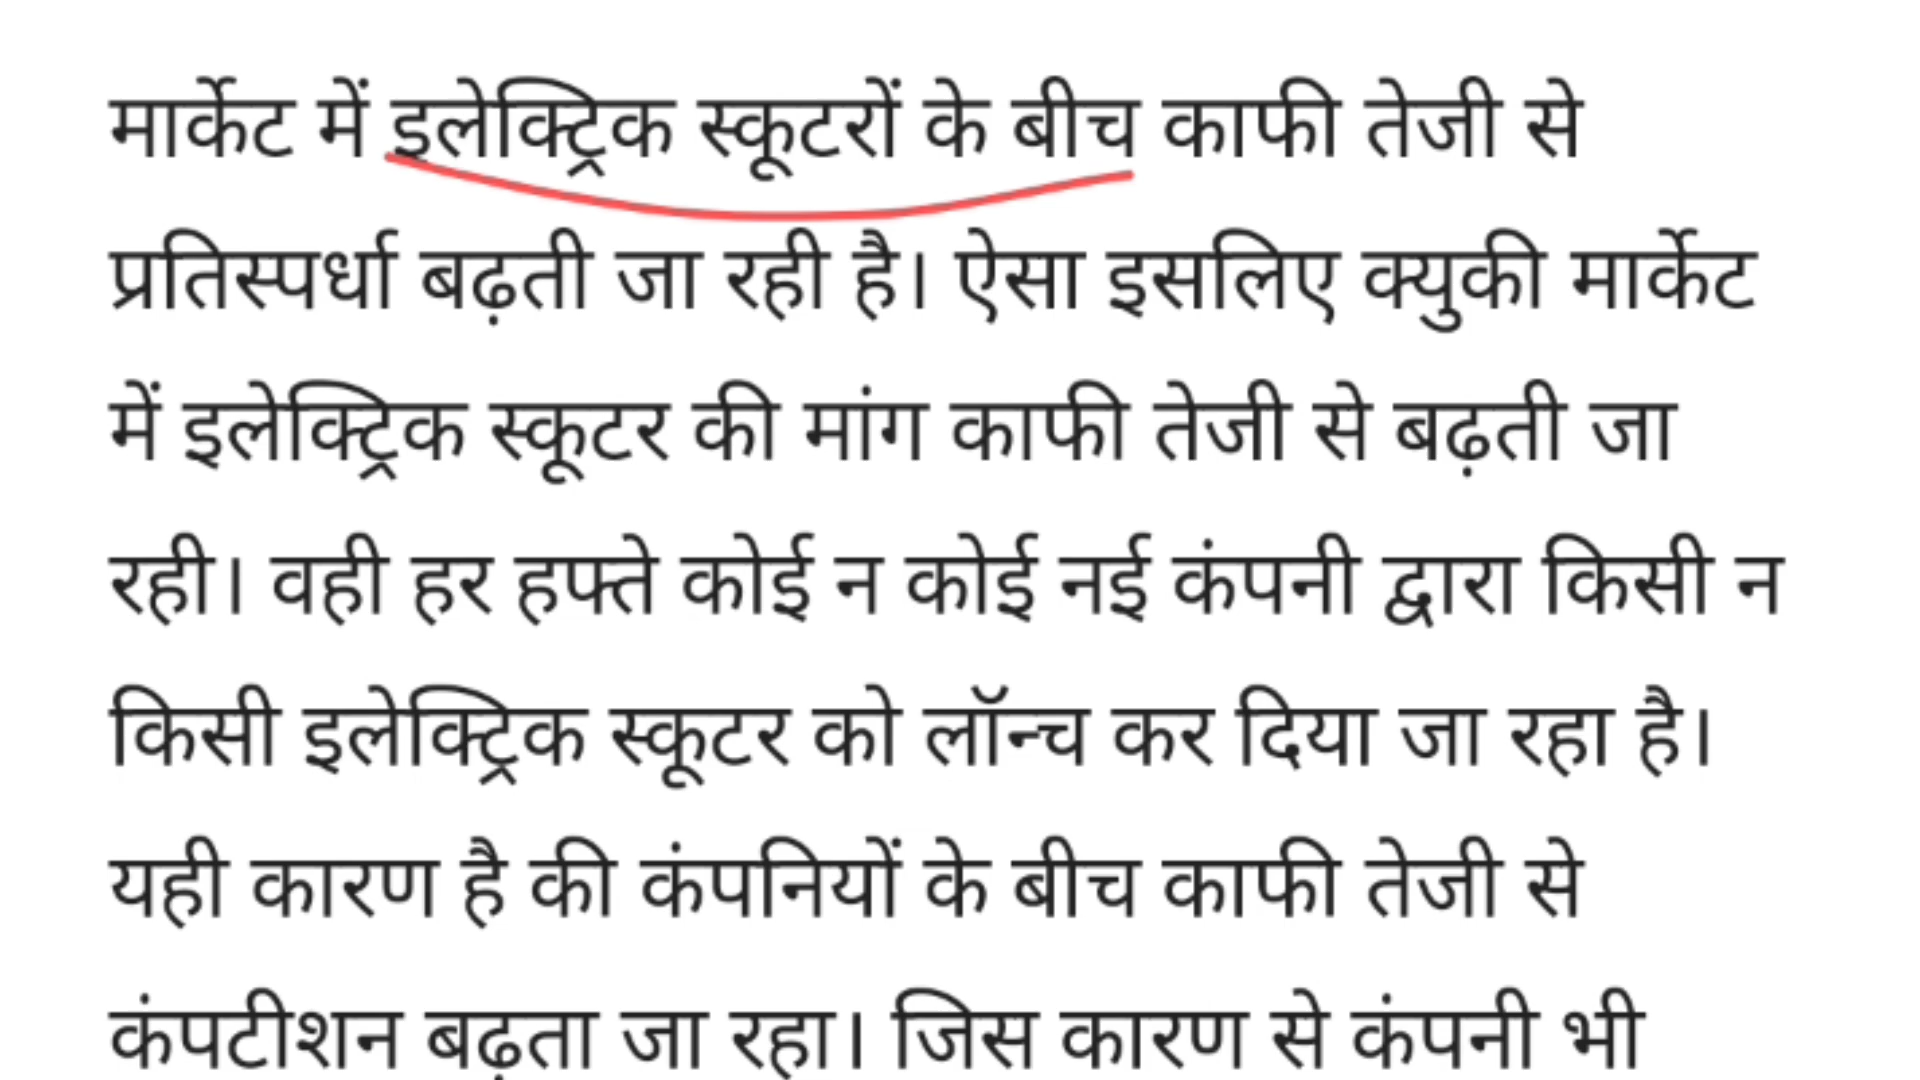 मार्केट में इलेक्ट्रिक स्कूटरों के बीच काफी तेजी से
प्रतिस्पर्धा बढ़ती जा रही है। ऐसा इसलिए क्युकी मार्केट
में इलेक्ट्रिक स्कूटर की मांग काफी तेजी से बढ़ती जा
रही। वही हर हफ्ते कोई न कोई नई कंपनी द्वारा किसी न
किसी इलेक्ट्रिक स्कूटर को लॉन्च कर दिया जा रहा है।
यही कारण है की कंपनियों के बीच काफी तेजी से
कंपटीशन बढ़ता जा रहा। जिस कारण से कंपनी भी